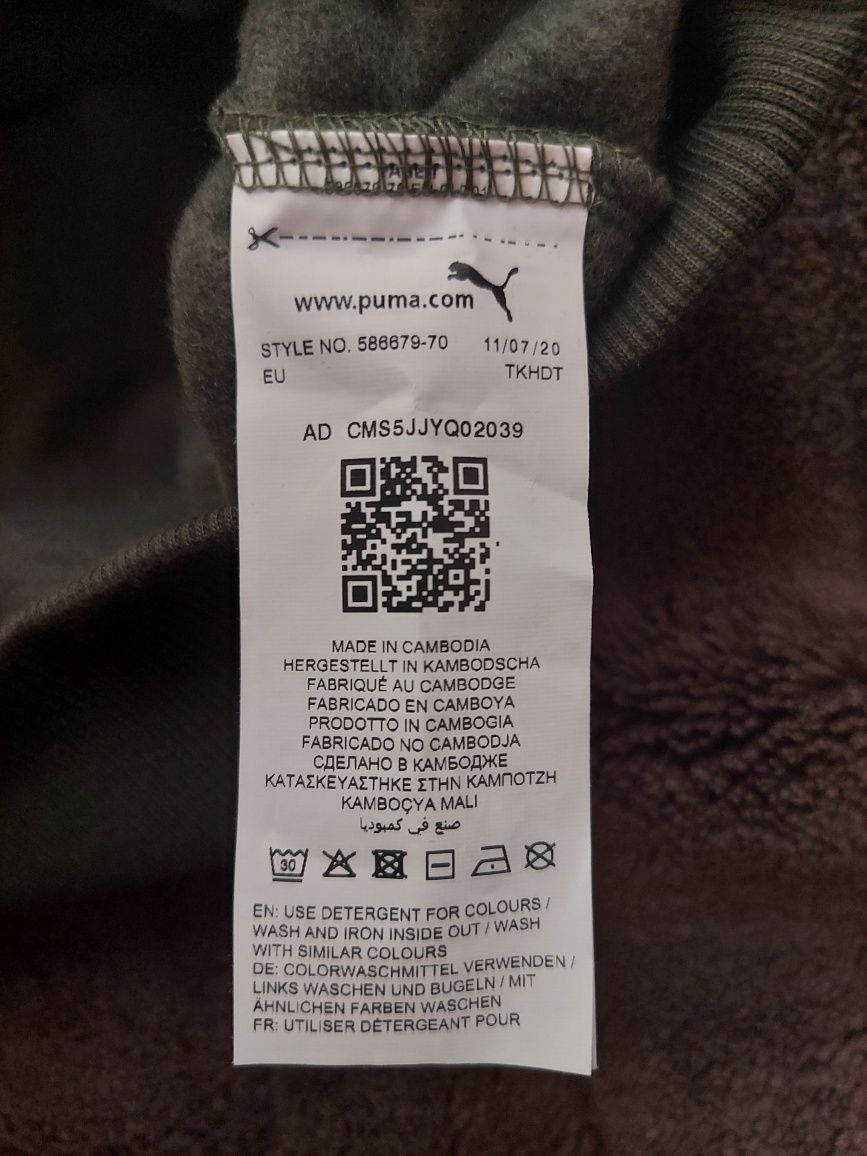 www.puma.com
STYLE NO. 586679-70 11/07/20
EU TKHDT
AD CMS5JJYQ02039
MADE IN CAMBODIA
HERGESTELLT IN KAMBODSCHA
FABRIQUÉ AU CAMBODGE
FABRICADO EN CAMBOYA
PRODOTTO IN CAMBOGIA
FABRICADO NO CAMBODJA
СДЕЛАНО В КАМБОДЖЕ
ΚΑΤΑΣΚΕΥΑΣΤΗΚΕ ΣΤΗΝ ΚΑΜΠΟΤΖΗ
KAMBOÇYA MALI
صنع في كمبوديا
30
EN: USE DETERGENT FOR COLOURS /
WASH AND IRON INSIDE OUT / WASH
WITH SIMILAR COLOURS
DE: COLORWASCHMITTEL VERWENDEN /
LINKS WASCHEN UND BUGELN / MIT
ÄHNLICHEN FARBEN WASCHEN
FR: UTILISER DÉTERGEANT POUR